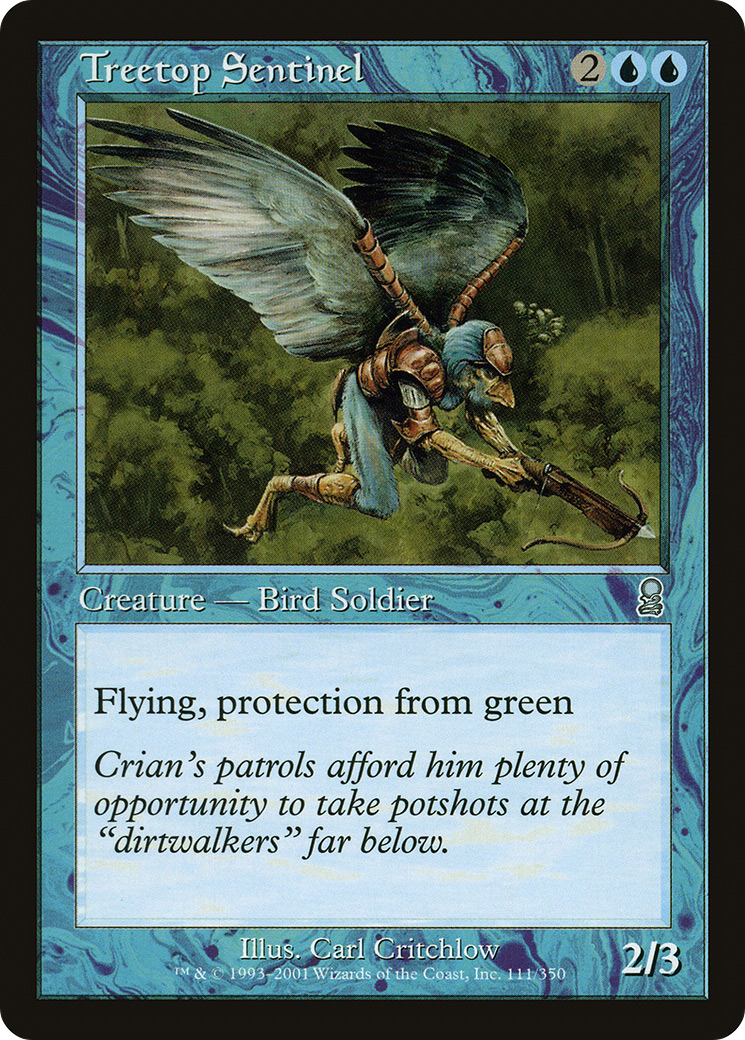 Treetop Sentinel 2
Creature — Bird Soldier
Flying, protection from green
Crian's patrols afford him plenty of
opportunity to take potshots at the
“dirtwalkers” far below.
Illus. Carl Critchlow
™ & © 1993–2001 Wizards of the Coast, Inc. 111/350
2/3